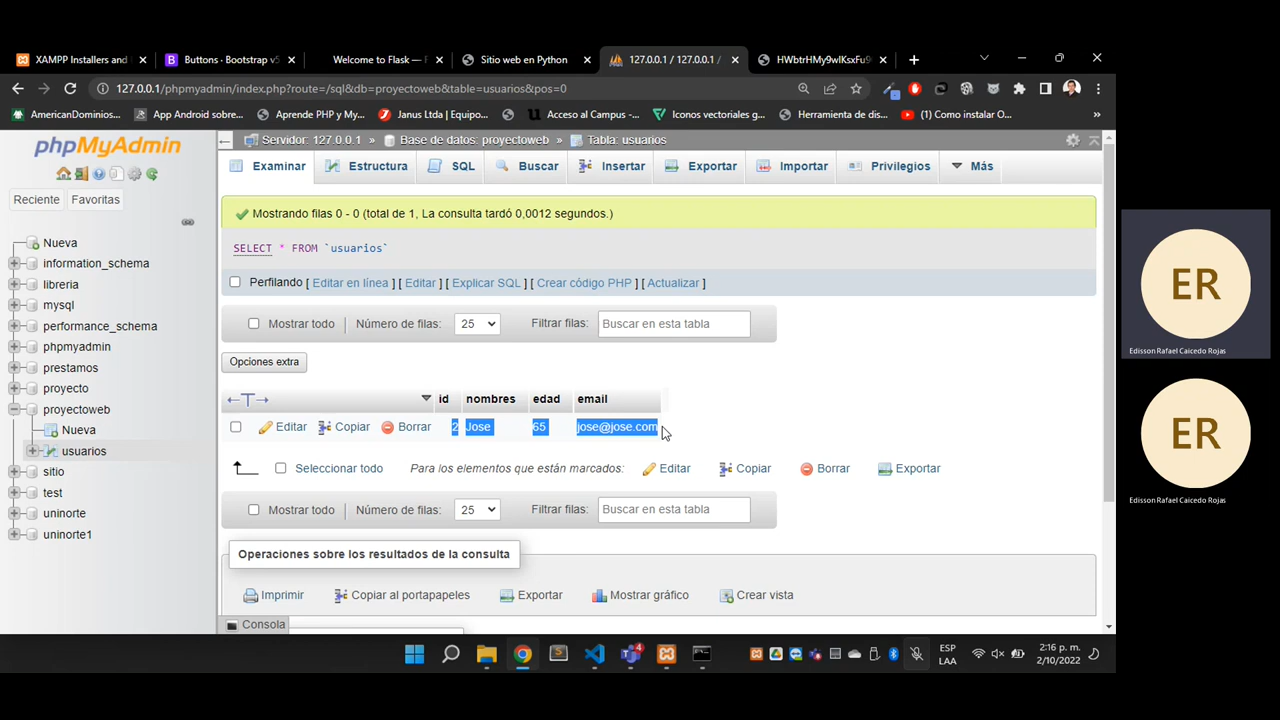 XAMPP Installers and
Buttons · Bootstrap v5
Welcome to Flask —
Sitio web en Python
127.0.0.1 / 127.0.0.1 /
HWbtrHMy9wIKsxFu9
127.0.0.1/phpmyadmin/index.php?route=/sql&db=proyectoweb&table=usuarios&pos=0
AmericanDominios...
App Android sobre...
Aprende PHP y My...
Janus Ltda | Equipo...
Acceso al Campus -...
Iconos vectoriales g...
Herramienta de dis...
(1) Como instalar O...
»
phpMyAdmin
Reciente
Favoritas
Nueva
information_schema
libreria
mysql
performance_schema
phpmyadmin
prestamos
proyecto
proyectoweb
Nueva
usuarios
sitio
test
uninorte
uninorte1
Servidor: 127.0.0.1 » Base de datos: proyectoweb » Tabla: usuarios
Examinar
Estructura
SQL
Buscar
Insertar
Exportar
Importar
Privilegios
Más
Mostrando filas 0 - 0 (total de 1, La consulta tardó 0,0012 segundos.)
SELECT * FROM `usuarios`
Perfilando [ Editar en línea ] [ Editar ] [ Explicar SQL ] [ Crear código PHP ] [ Actualizar ]
Mostrar todo | Número de filas: 25 Filtrar filas: Buscar en esta tabla
Opciones extra
←T→ id nombres edad email
Editar Copiar Borrar 2 Jose 65 jose@jose.com
Seleccionar todo Para los elementos que están marcados: Editar Copiar Borrar Exportar
Mostrar todo | Número de filas: 25 Filtrar filas: Buscar en esta tabla
Operaciones sobre los resultados de la consulta
Imprimir Copiar al portapapeles Exportar Mostrar gráfico Crear vista
Consola
4
ESP
LAA
2:16 p. m.
2/10/2022
ER
Edisson Rafael Caicedo Rojas
ER
Edisson Rafael Caicedo Rojas